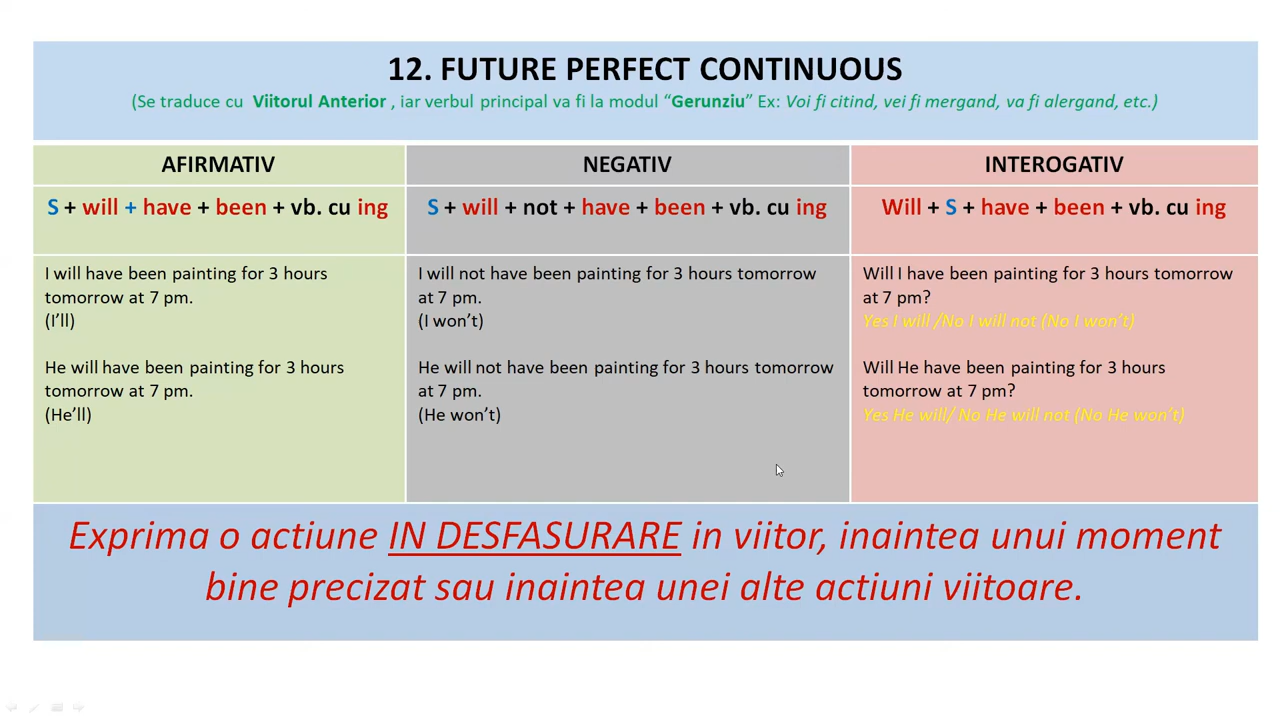 12. FUTURE PERFECT CONTINUOUS
(Se traduce cu Viitorul Anterior , iar verbul principal va fi la modul “Gerunziu” Ex: Voi fi citind, vei fi mergand, va fi alergand, etc.)
AFIRMATIV
NEGATIV
INTEROGATIV
S + will + have + been + vb. cu ing
S + will + not + have + been + vb. cu ing
Will + S + have + been + vb. cu ing
I will have been painting for 3 hours
tomorrow at 7 pm.
(I’ll)
He will have been painting for 3 hours
tomorrow at 7 pm.
(He’ll)
I will not have been painting for 3 hours tomorrow
at 7 pm.
(I won’t)
He will not have been painting for 3 hours tomorrow
at 7 pm.
(He won’t)
Will I have been painting for 3 hours tomorrow
at 7 pm?
Yes I will /No I will not (No I won’t)
Will He have been painting for 3 hours
tomorrow at 7 pm?
Yes He will/ No He will not (No He won’t)
Exprima o actiune IN DESFASURARE in viitor, inaintea unui moment
bine precizat sau inaintea unei alte actiuni viitoare.